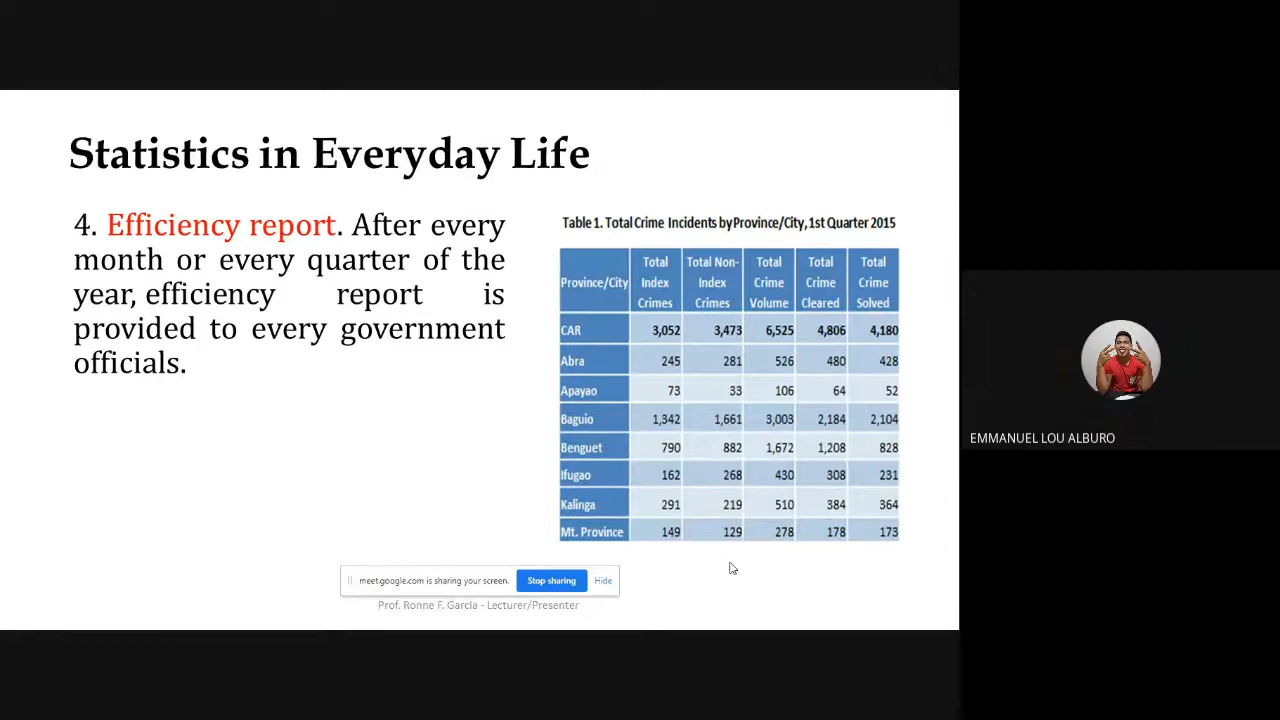 Statistics in Everyday Life
4. Efficiency report. After every
month or every quarter of the
year, efficiency report is
provided to every government
officials.
Table 1. Total Crime Incidents by Province/City, 1st Quarter 2015
Province/City Total Index Crimes Total Non-Index Crimes Total Crime Volume Total Crime Cleared Total Crime Solved
CAR 3,052 3,473 6,525 4,806 4,180
Abra 245 281 526 480 428
Apayao 73 33 106 64 52
Baguio 1,342 1,661 3,003 2,184 2,104
Benguet 790 882 1,672 1,208 828
Ifugao 162 268 430 308 231
Kalinga 291 219 510 384 364
Mt. Province 149 129 278 178 173
meet.google.com is sharing your screen. Stop sharing Hide
Prof. Ronne F. Garcia - Lecturer/Presenter
EMMANUEL LOU ALBURO